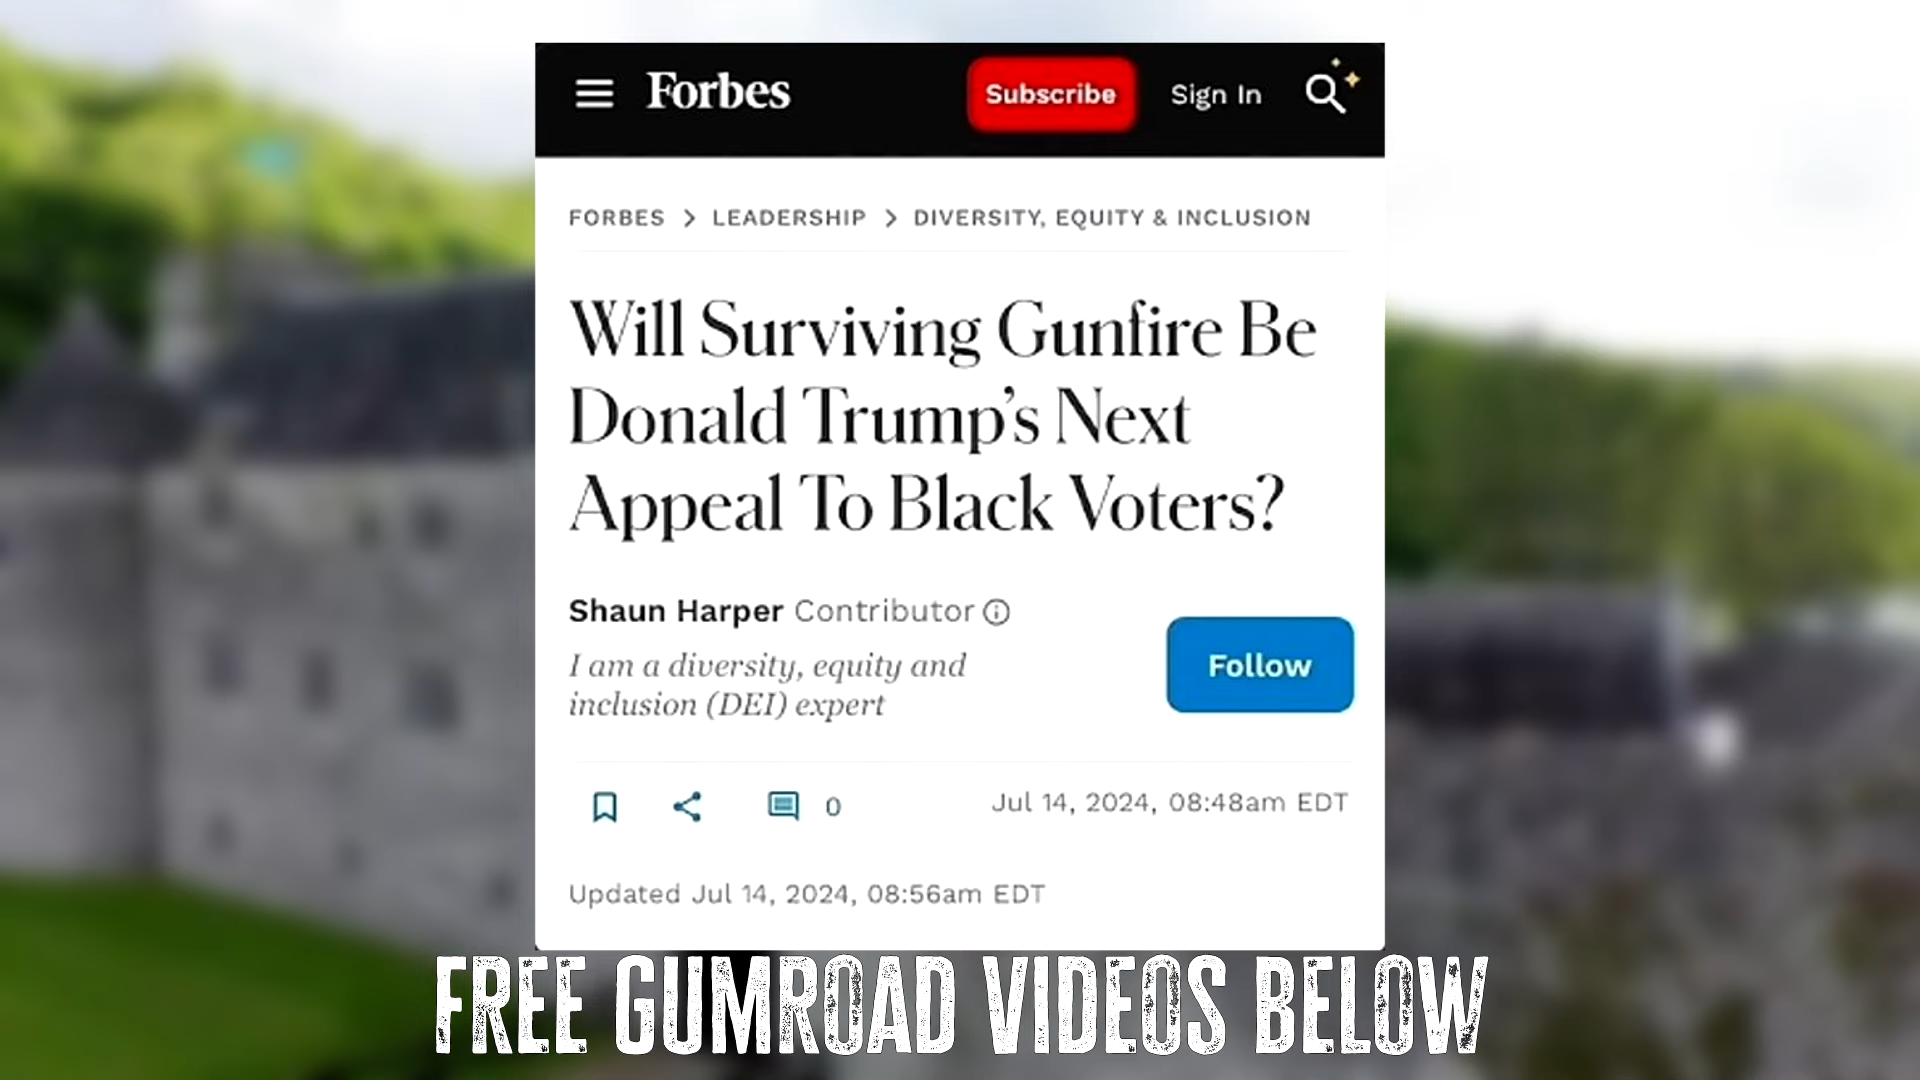 Forbes Subscribe Sign In
FORBES > LEADERSHIP > DIVERSITY, EQUITY & INCLUSION
Will Surviving Gunfire Be
Donald Trump’s Next
Appeal To Black Voters?
Shaun Harper Contributor
I am a diversity, equity and
inclusion (DEI) expert
Follow
0
Jul 14, 2024, 08:48am EDT
Updated Jul 14, 2024, 08:56am EDT
FREE GUMROAD VIDEOS BELOW